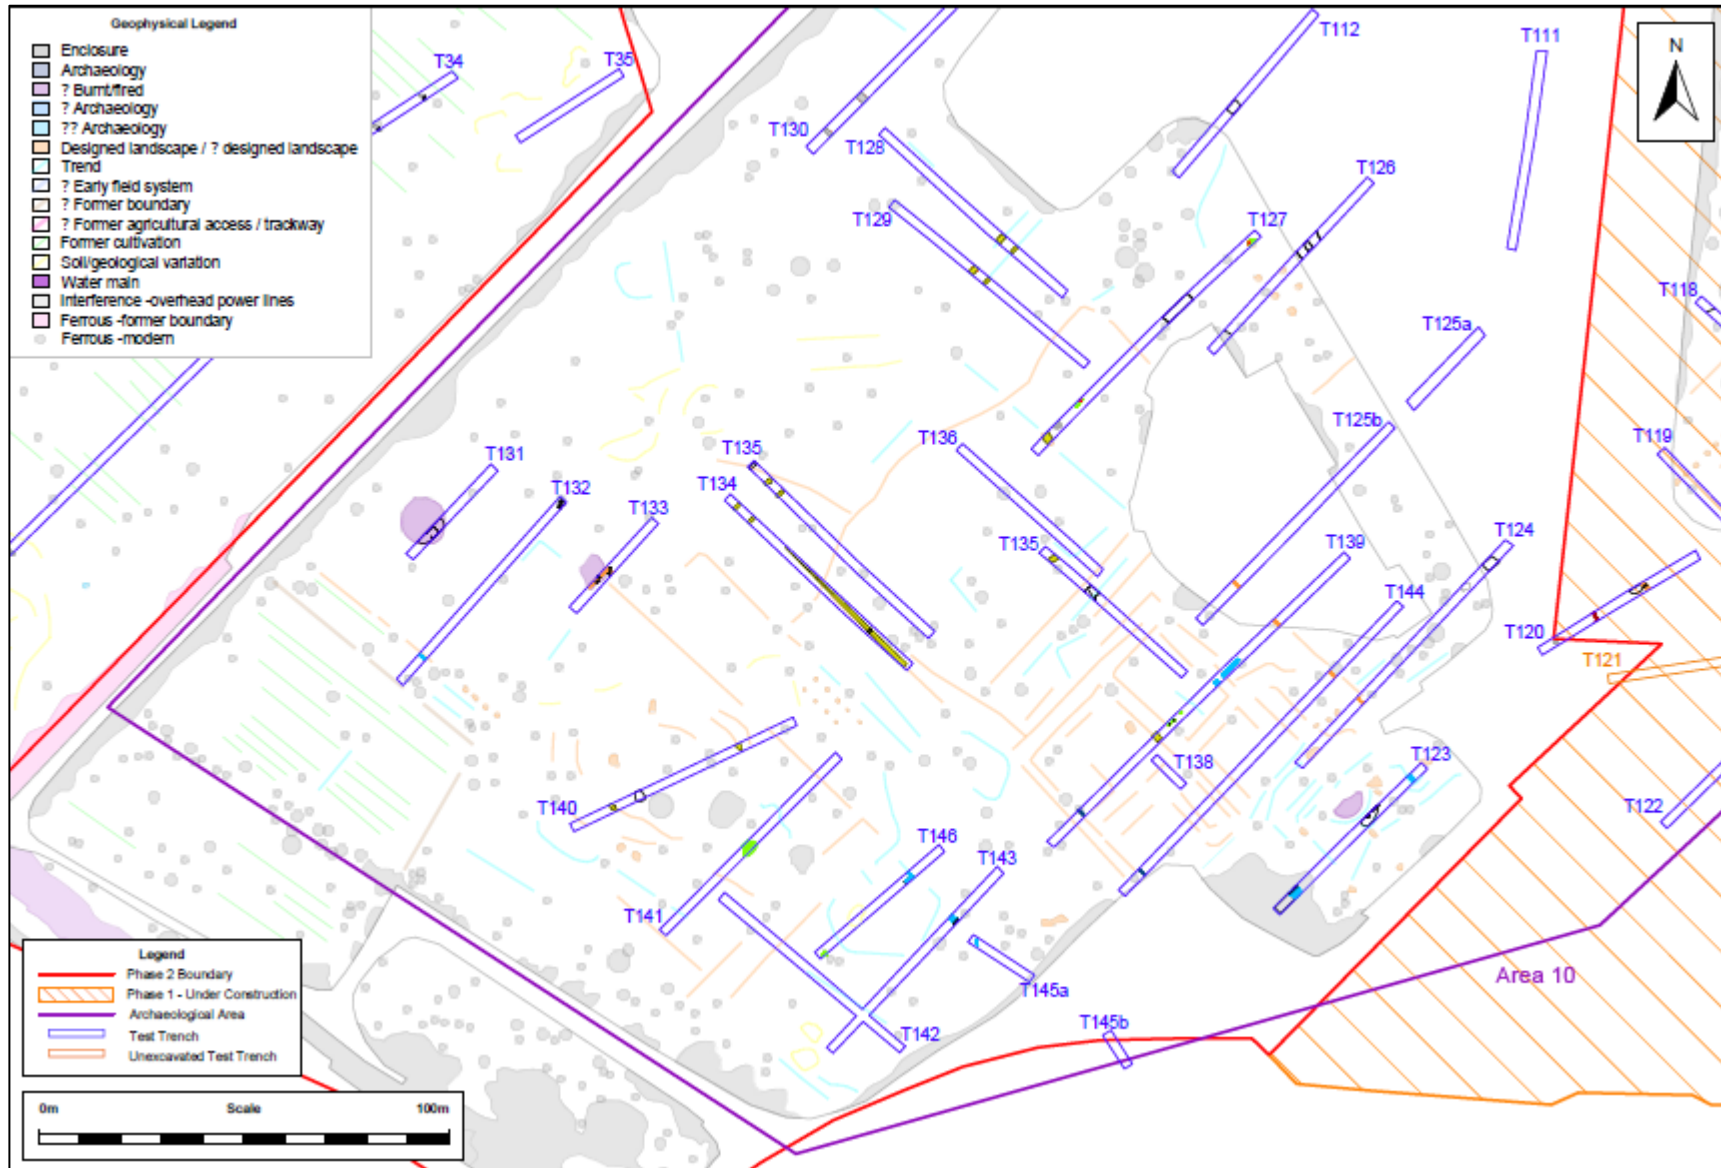 Geophysical Legend
Enclosure
Archaeology
? Burnt/fired
? Archaeology
?? Archaeology
Designed landscape / ? designed landscape
Trend
? Early field system
? Former boundary
? Former agricultural access / trackway
Former cultivation
Soil/geological variation
Water main
Interference -overhead power lines
Ferrous -former boundary
Ferrous -modern
N
T34
T35
T112
T111
T130
T128
T126
T129
T127
T118
T125a
T125b
T136
T119
T131
T135
T132
T134
T133
T124
T135
T139
T144
T120
T121
T138
T123
T140
T122
T146
T143
T141
T145a
T142
T145b
Area 10
Legend
Phase 2 Boundary
Phase 1 - Under Construction
Archaeological Area
Test Trench
Unexcavated Test Trench
0m Scale 100m